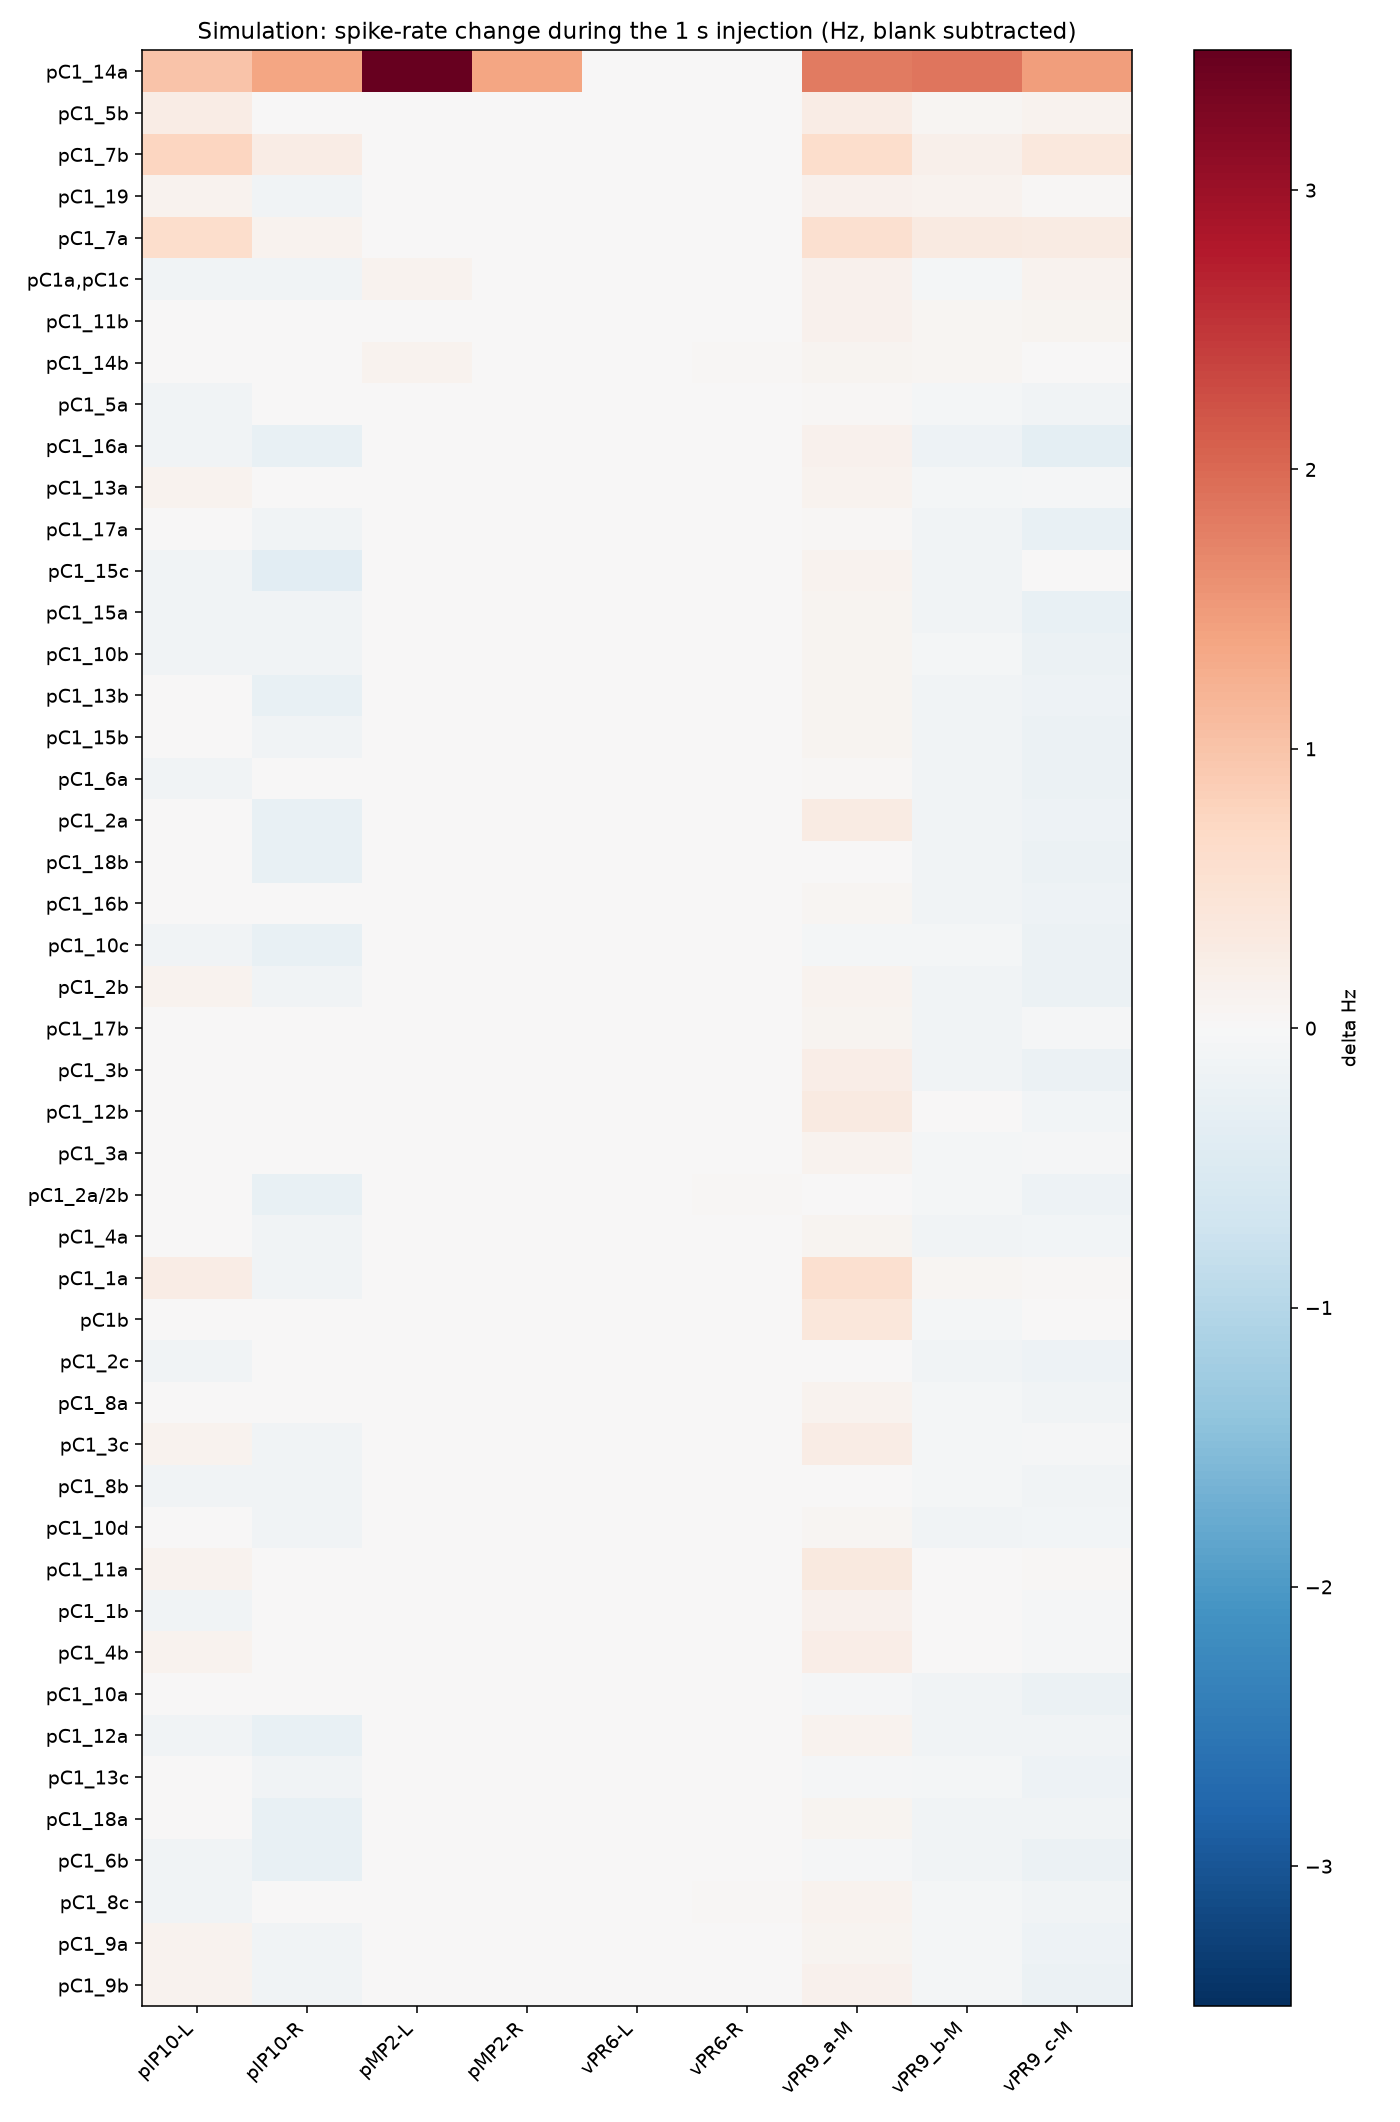 Simulation: spike-rate change during the 1 s injection (Hz, blank subtracted)
pC1_14a
pC1_5b
pC1_7b
pC1_19
pC1_7a
pC1a,pC1c
pC1_11b
pC1_14b
pC1_5a
pC1_16a
pC1_13a
pC1_17a
pC1_15c
pC1_15a
pC1_10b
pC1_13b
pC1_15b
pC1_6a
pC1_2a
pC1_18b
pC1_16b
pC1_10c
pC1_2b
pC1_17b
pC1_3b
pC1_12b
pC1_3a
pC1_2a/2b
pC1_4a
pC1_1a
pC1b
pC1_2c
pC1_8a
pC1_3c
pC1_8b
pC1_10d
pC1_11a
pC1_1b
pC1_4b
pC1_10a
pC1_12a
pC1_13c
pC1_18a
pC1_6b
pC1_8c
pC1_9a
pC1_9b
pIP10-L
pIP10-R
pMP2-L
pMP2-R
vPR6-L
vPR6-R
vPR9_a-M
vPR9_b-M
vPR9_c-M
3
2
1
0
−1
−2
−3
delta Hz